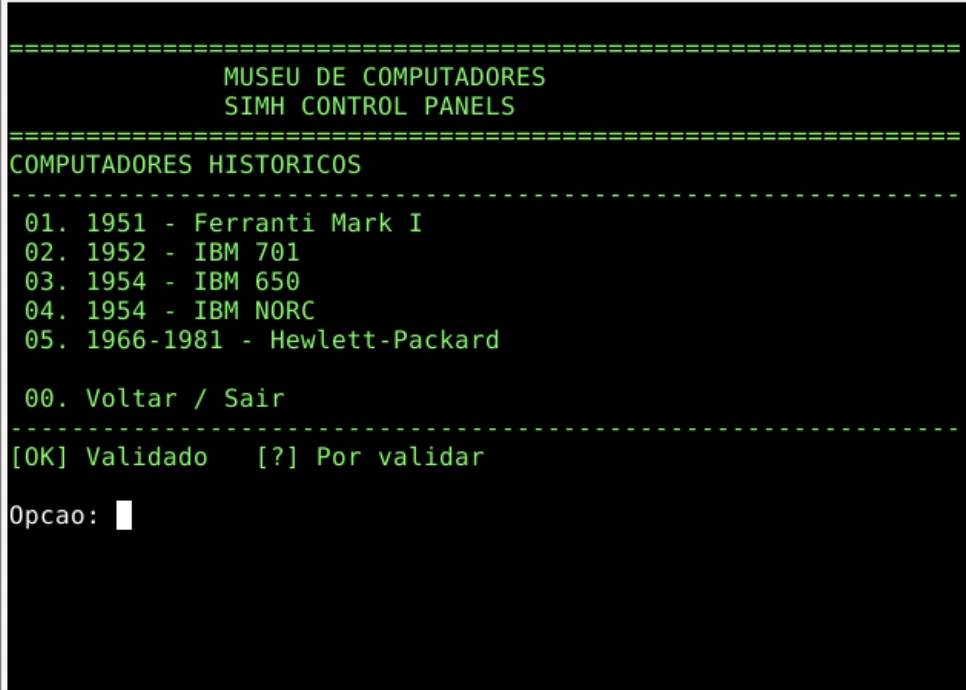 ==============================================================
MUSEU DE COMPUTADORES
SIMH CONTROL PANELS
==============================================================
COMPUTADORES HISTORICOS
--------------------------------------------------------------
01. 1951 - Ferranti Mark I
02. 1952 - IBM 701
03. 1954 - IBM 650
04. 1954 - IBM NORC
05. 1966-1981 - Hewlett-Packard
00. Voltar / Sair
--------------------------------------------------------------
[OK] Validado   [?] Por validar
Opcao: